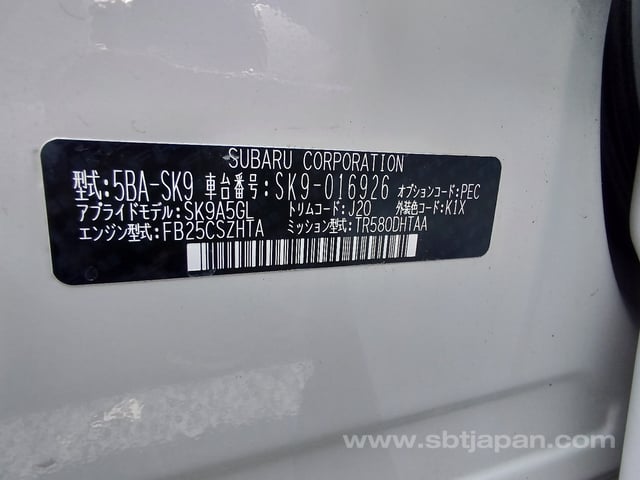 SUBARU CORPORATION
型式:5BA-SK9 車台番号:SK9-016926 オプションコード:PEC
アプライドモデル:SK9A5GL トリムコード:J20 外装色コード:K1X
エンジン型式:FB25CSZHTA ミッション型式:TR580DHTAA
www.sbtjapan.com